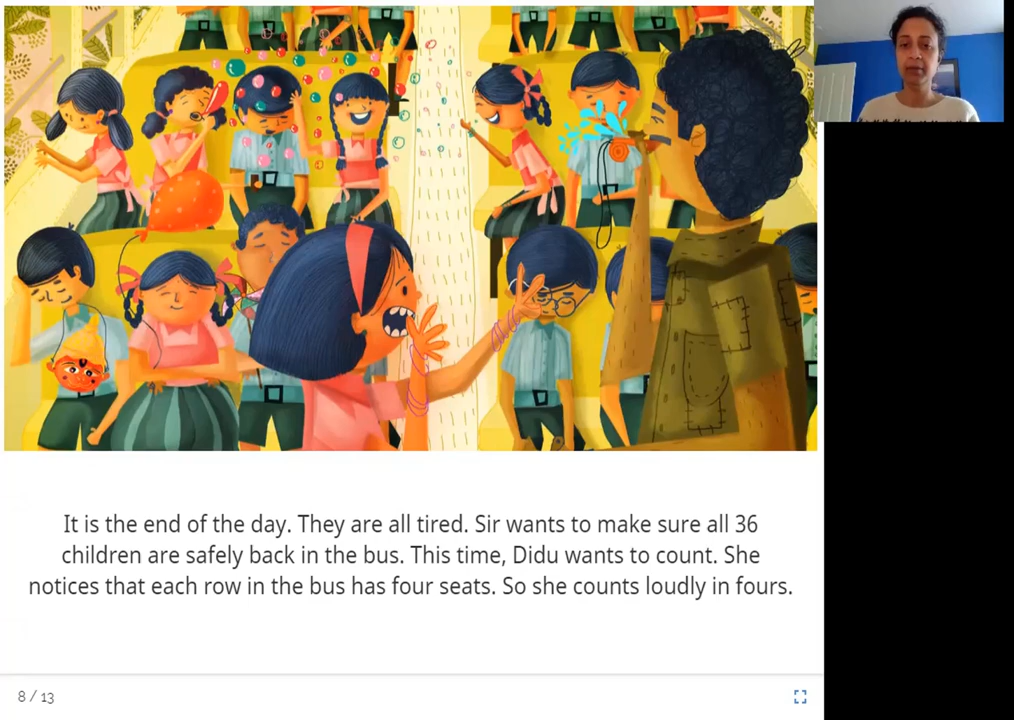 It is the end of the day. They are all tired. Sir wants to make sure all 36
children are safely back in the bus. This time, Didu wants to count. She
notices that each row in the bus has four seats. So she counts loudly in fours.
8 / 13